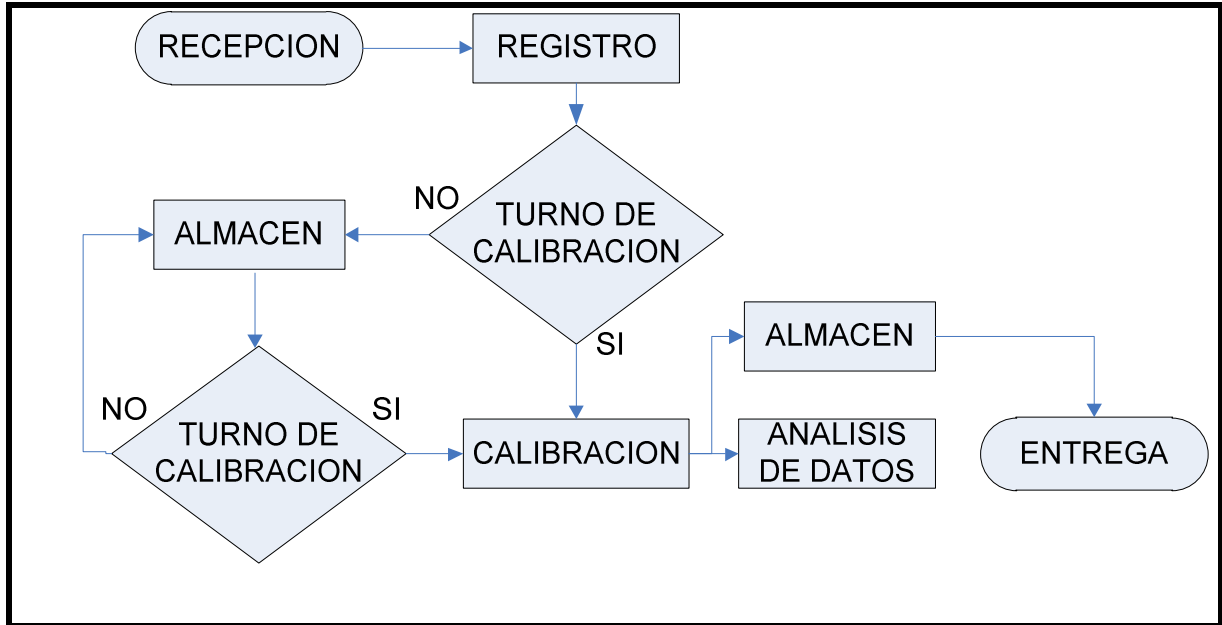 RECEPCION
REGISTRO
NO
TURNO DE
CALIBRACION
ALMACEN
SI
ALMACEN
NO
SI
TURNO DE
CALIBRACION
CALIBRACION
ANALISIS
DE DATOS
ENTREGA